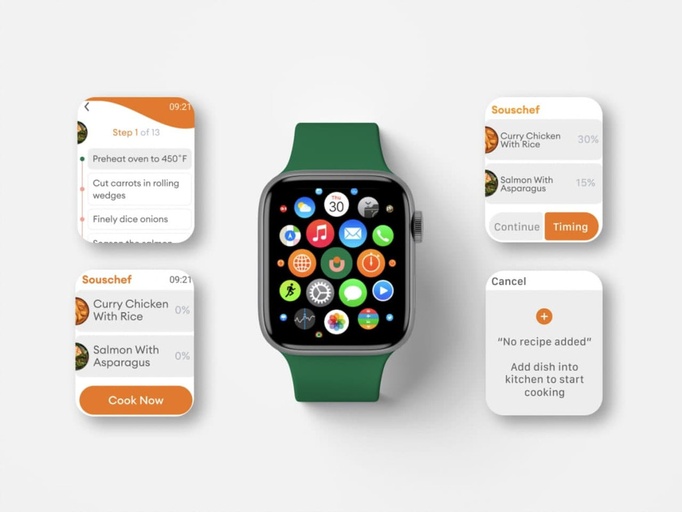 09:21
Step 1 of 13
Preheat oven to 450°F
Cut carrots in rolling
wedges
Finely dice onions
Season the salmon
Souschef 09:21
Curry Chicken
With Rice
0%
Salmon With
Asparagus
0%
Cook Now
THU
30
Souschef
Curry Chicken
With Rice
30%
Salmon With
Asparagus
15%
Continue
Timing
Cancel
“No recipe added”
Add dish into
kitchen to start
cooking